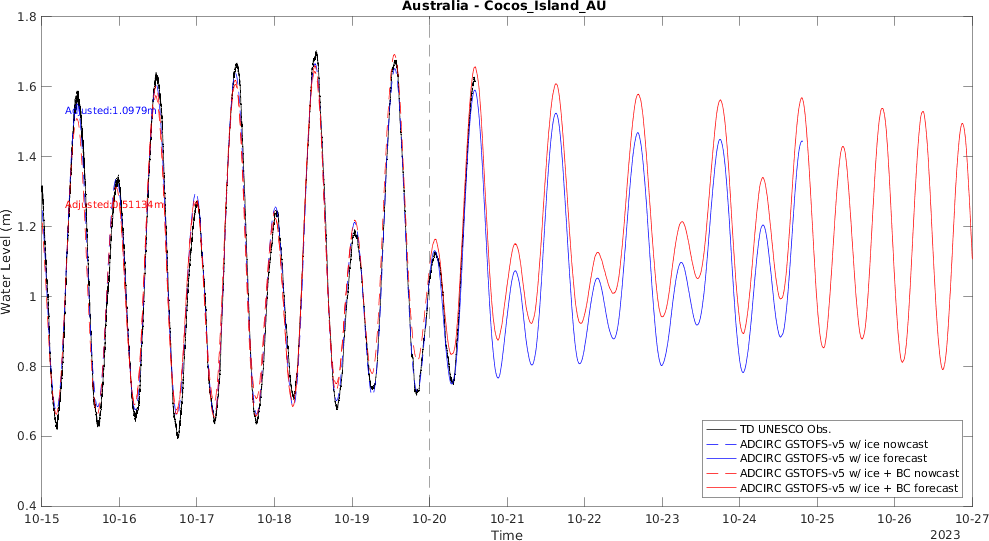 Australia - Cocos_Island_AU
1.8
1.6
1.4
1.2
1
0.8
0.6
0.4
Water Level (m)
Adjusted:1.0979m
Adjusted:0.51134m
TD UNESCO Obs.
ADCIRC GSTOFS-v5 w/ ice nowcast
ADCIRC GSTOFS-v5 w/ ice forecast
ADCIRC GSTOFS-v5 w/ ice + BC nowcast
ADCIRC GSTOFS-v5 w/ ice + BC forecast
10-15 10-16 10-17 10-18 10-19 10-20 10-21 10-22 10-23 10-24 10-25 10-26 10-27
Time
2023